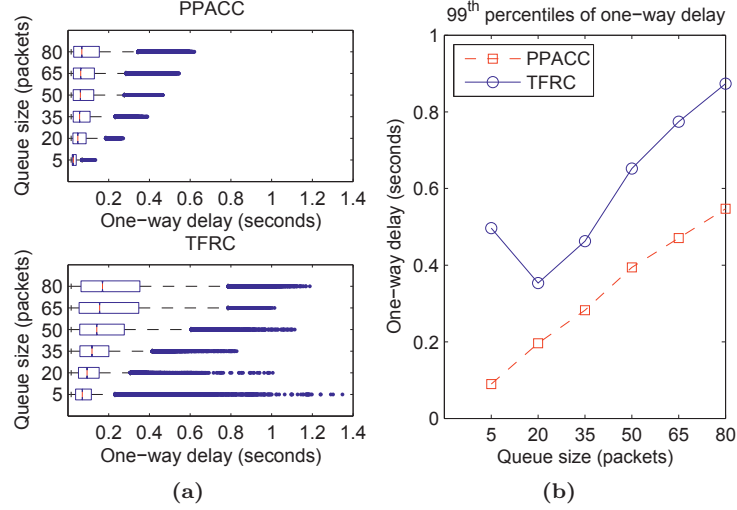 PPACC
Queue size (packets)
80
65
50
35
20
5
0.2 0.4 0.6 0.8 1 1.2 1.4
One-way delay (seconds)
TFRC
Queue size (packets)
80
65
50
35
20
5
0.2 0.4 0.6 0.8 1 1.2 1.4
One-way delay (seconds)
(a)
99th percentiles of one-way delay
PPACC
TFRC
One-way delay (seconds)
1
0.8
0.6
0.4
0.2
0
5 20 35 50 65 80
Queue size (packets)
(b)